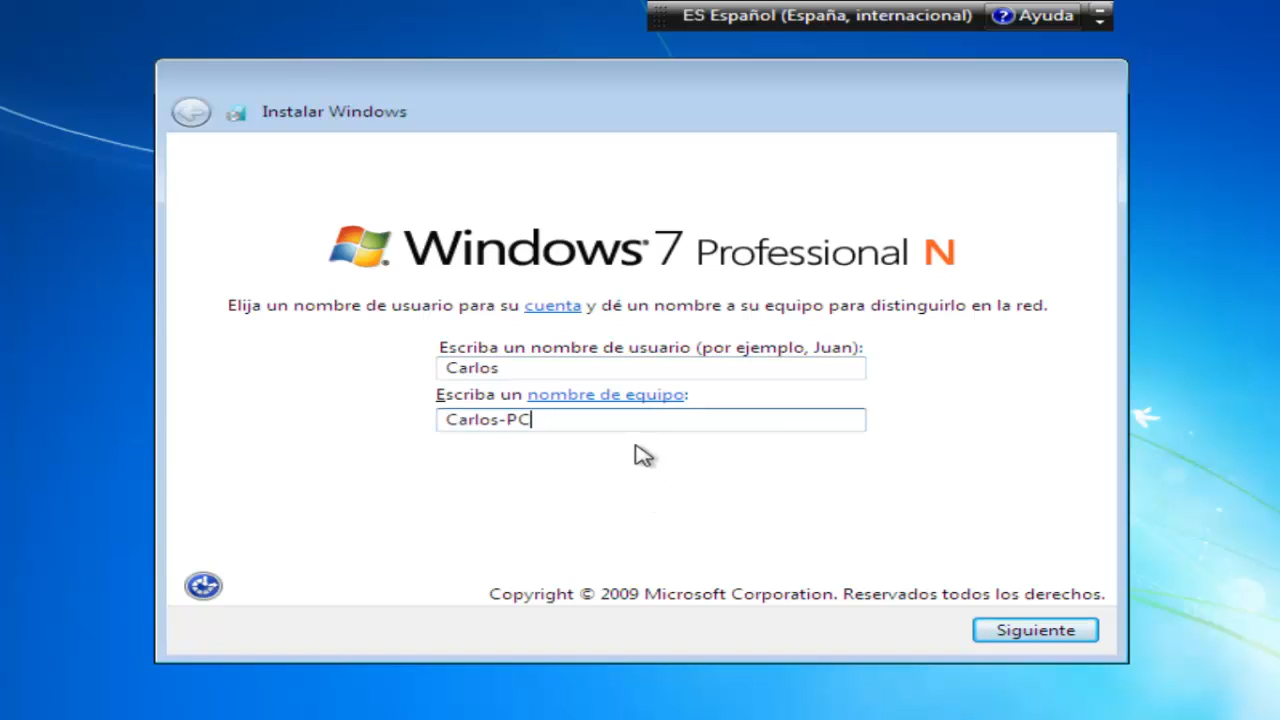 ES Español (España, internacional) ? Ayuda
Instalar Windows
Windows® 7 Professional N
Elija un nombre de usuario para su cuenta y dé un nombre a su equipo para distinguirlo en la red.
Escriba un nombre de usuario (por ejemplo, Juan):
Carlos
Escriba un nombre de equipo:
Carlos-PC
Copyright © 2009 Microsoft Corporation. Reservados todos los derechos.
Siguiente